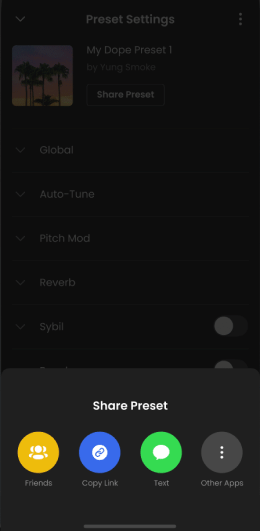 Preset Settings
My Dope Preset 1
by Yung Smoke
Share Preset
Global
Auto-Tune
Pitch Mod
Reverb
Sybil
Share Preset
Friends
Copy Link
Text
Other Apps